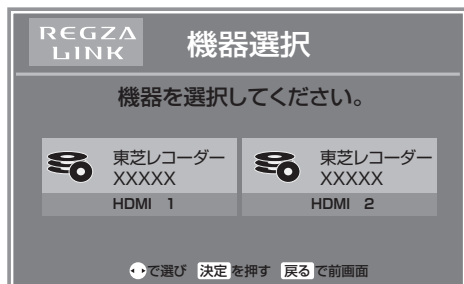 REGZA
LINK
機器選択
機器を選択してください。
東芝レコーダー
XXXXX
HDMI 1
東芝レコーダー
XXXXX
HDMI 2
で選び 決定 を押す 戻る で前画面